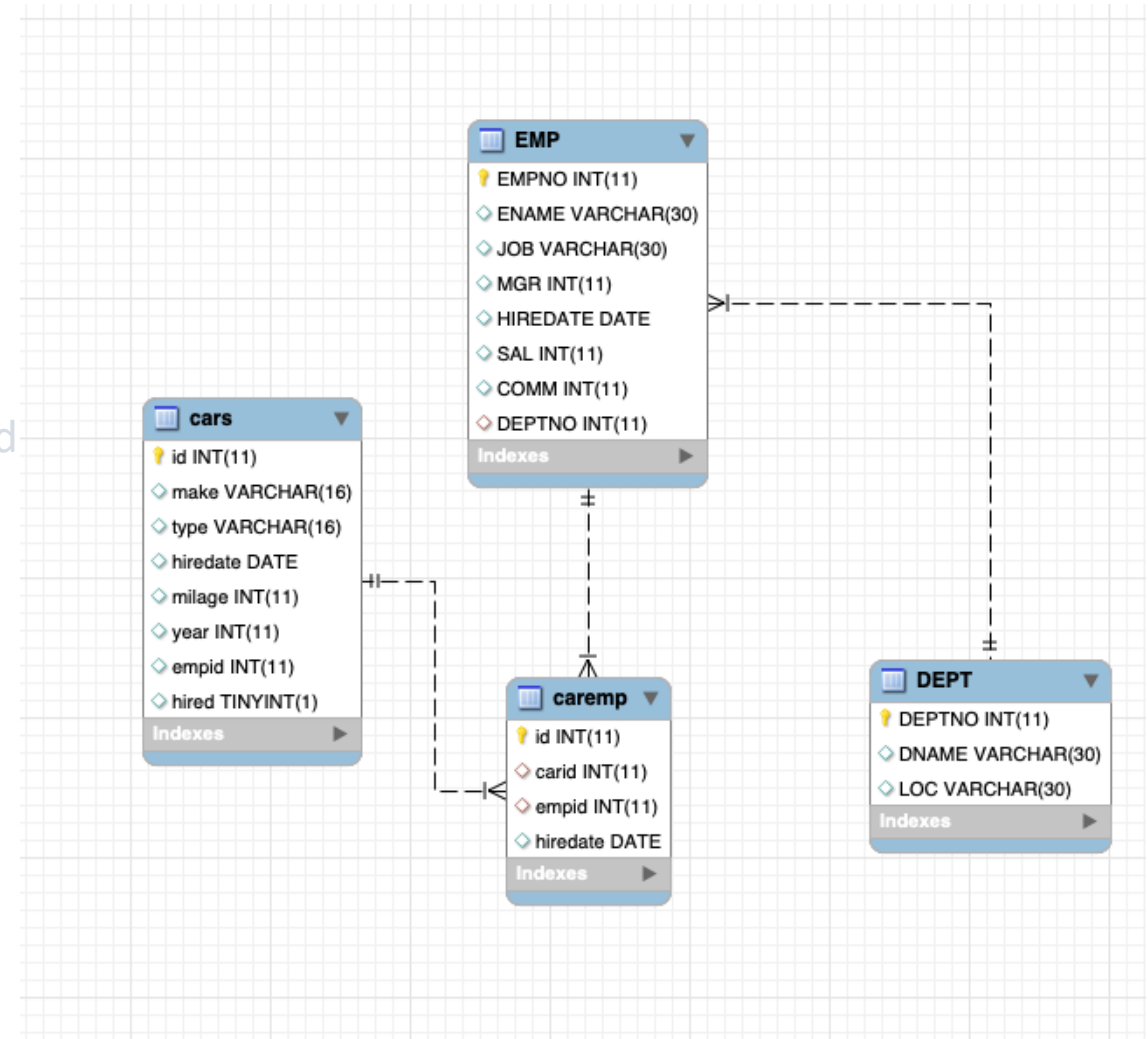 EMP
EMPNO INT(11)
ENAME VARCHAR(30)
JOB VARCHAR(30)
MGR INT(11)
HIREDATE DATE
SAL INT(11)
COMM INT(11)
DEPTNO INT(11)
Indexes
cars
id INT(11)
make VARCHAR(16)
type VARCHAR(16)
hiredate DATE
milage INT(11)
year INT(11)
empid INT(11)
hired TINYINT(1)
Indexes
caremp
id INT(11)
carid INT(11)
empid INT(11)
hiredate DATE
Indexes
DEPT
DEPTNO INT(11)
DNAME VARCHAR(30)
LOC VARCHAR(30)
Indexes
d